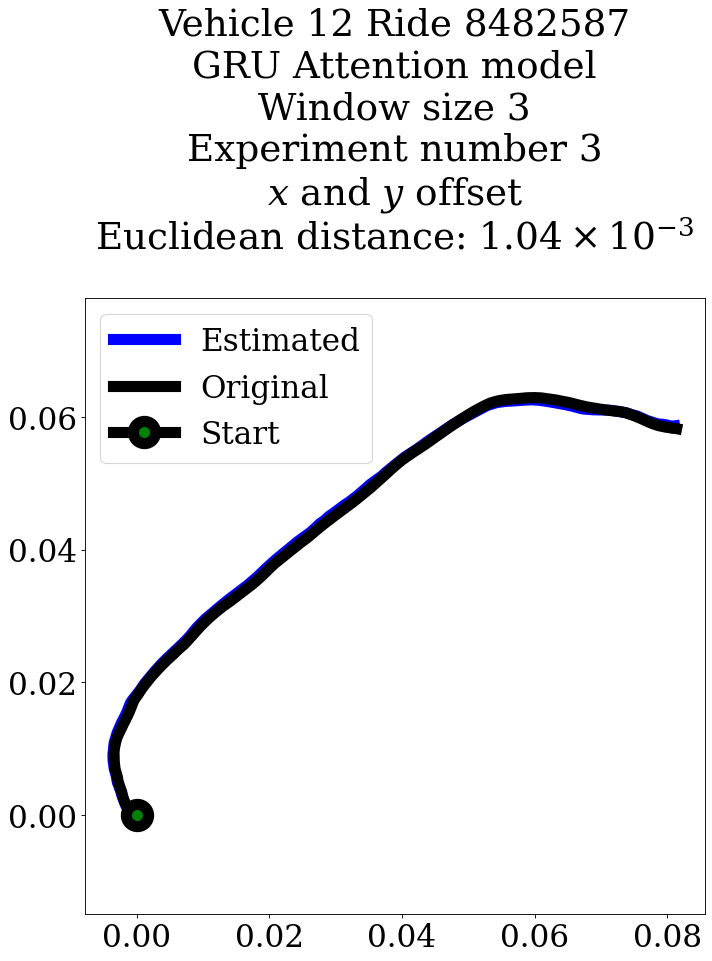 Vehicle 12 Ride 8482587
GRU Attention model
Window size 3
Experiment number 3
x and y offset
Euclidean distance: 1.04 × 10⁻³
Estimated
Original
Start
0.06
0.04
0.02
0.00
0.00 0.02 0.04 0.06 0.08